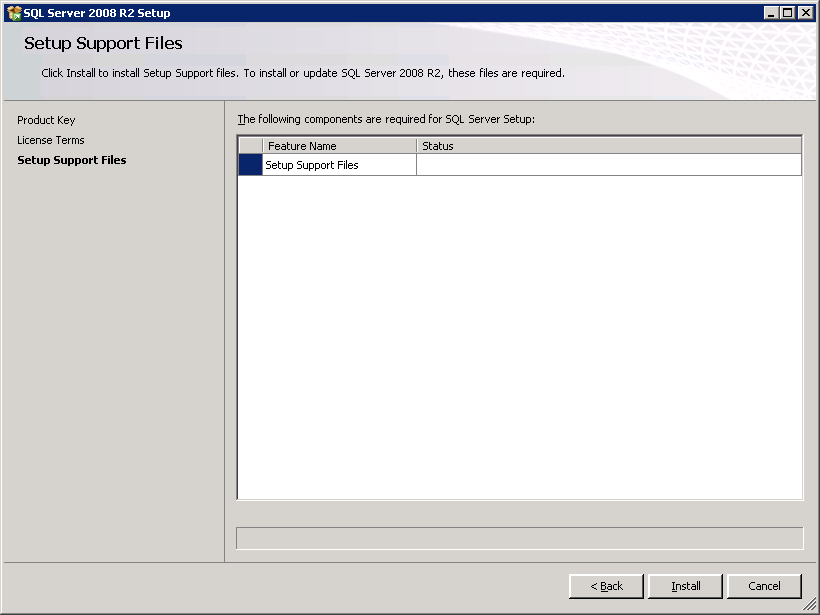 SQL Server 2008 R2 Setup
Setup Support Files
Click Install to install Setup Support files. To install or update SQL Server 2008 R2, these files are required.
Product Key
License Terms
Setup Support Files
The following components are required for SQL Server Setup:
Feature Name Status
Setup Support Files
< Back Install Cancel